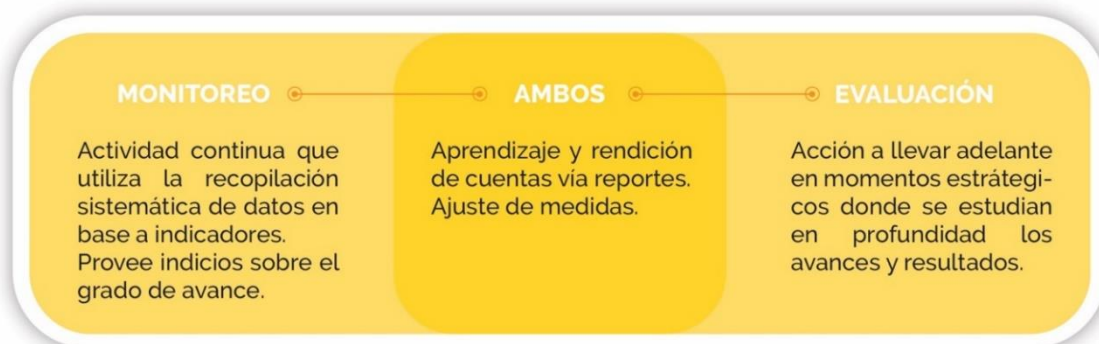 MONITOREO
Actividad continua que
utiliza la recopilación
sistemática de datos en
base a indicadores.
Provee indicios sobre el
grado de avance.
AMBOS
Aprendizaje y rendición
de cuentas vía reportes.
Ajuste de medidas.
EVALUACIÓN
Acción a llevar adelante
en momentos estrátegi-
cos donde se estudian
en profundidad los
avances y resultados.